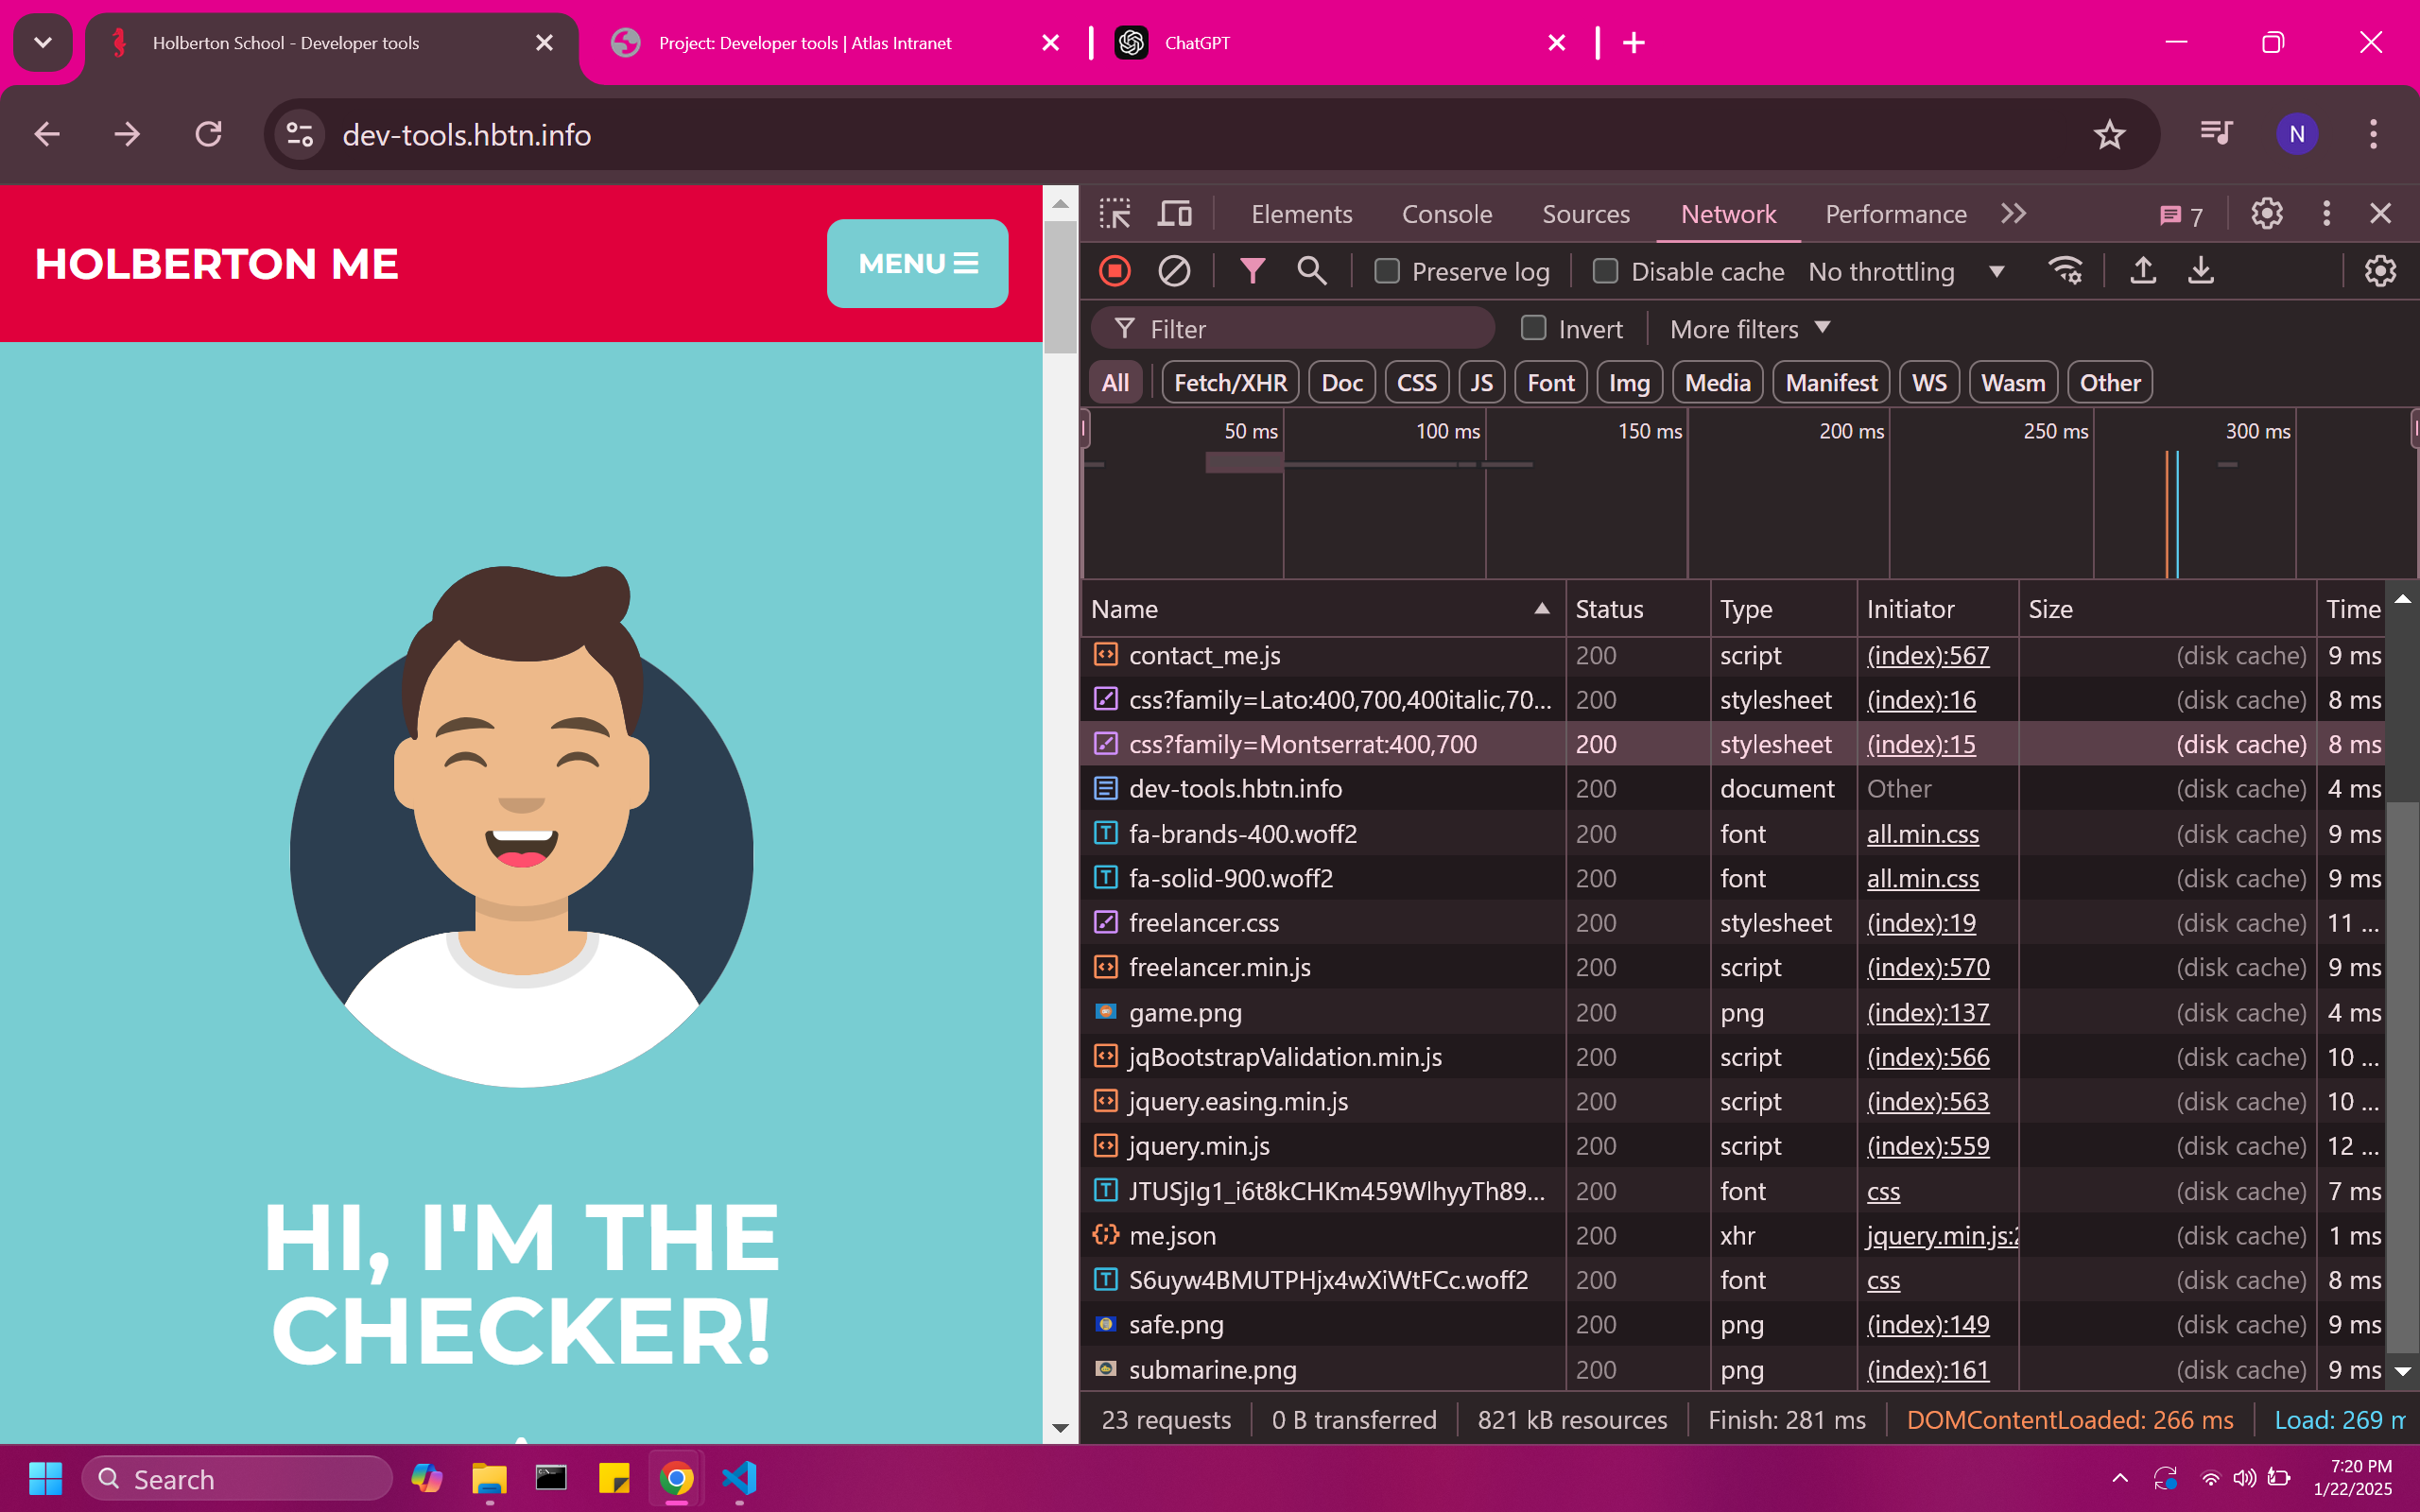 Holberton School - Developer tools
Project: Developer tools | Atlas Intranet
ChatGPT
dev-tools.hbtn.info
N
HOLBERTON ME
MENU
HI, I'M THE
CHECKER!
Elements Console Sources Network Performance 7
Preserve log Disable cache No throttling
Filter Invert More filters
All Fetch/XHR Doc CSS JS Font Img Media Manifest WS Wasm Other
50 ms 100 ms 150 ms 200 ms 250 ms 300 ms
Name Status Type Initiator Size Time
contact_me.js 200 script (index):567 (disk cache) 9 ms
css?family=Lato:400,700,400italic,70... 200 stylesheet (index):16 (disk cache) 8 ms
css?family=Montserrat:400,700 200 stylesheet (index):15 (disk cache) 8 ms
dev-tools.hbtn.info 200 document Other (disk cache) 4 ms
fa-brands-400.woff2 200 font all.min.css (disk cache) 9 ms
fa-solid-900.woff2 200 font all.min.css (disk cache) 9 ms
freelancer.css 200 stylesheet (index):19 (disk cache) 11 ...
freelancer.min.js 200 script (index):570 (disk cache) 9 ms
game.png 200 png (index):137 (disk cache) 4 ms
jqBootstrapValidation.min.js 200 script (index):566 (disk cache) 10 ...
jquery.easing.min.js 200 script (index):563 (disk cache) 10 ...
jquery.min.js 200 script (index):559 (disk cache) 12 ...
JTUSjIg1_i6t8kCHKm459WlhyyTh89... 200 font css (disk cache) 7 ms
me.json 200 xhr jquery.min.js:2 (disk cache) 1 ms
S6uyw4BMUTPHjx4wXiWtFCc.woff2 200 font css (disk cache) 8 ms
safe.png 200 png (index):149 (disk cache) 9 ms
submarine.png 200 png (index):161 (disk cache) 9 ms
23 requests 0 B transferred 821 kB resources Finish: 281 ms DOMContentLoaded: 266 ms Load: 269 m
Search
7:20 PM
1/22/2025